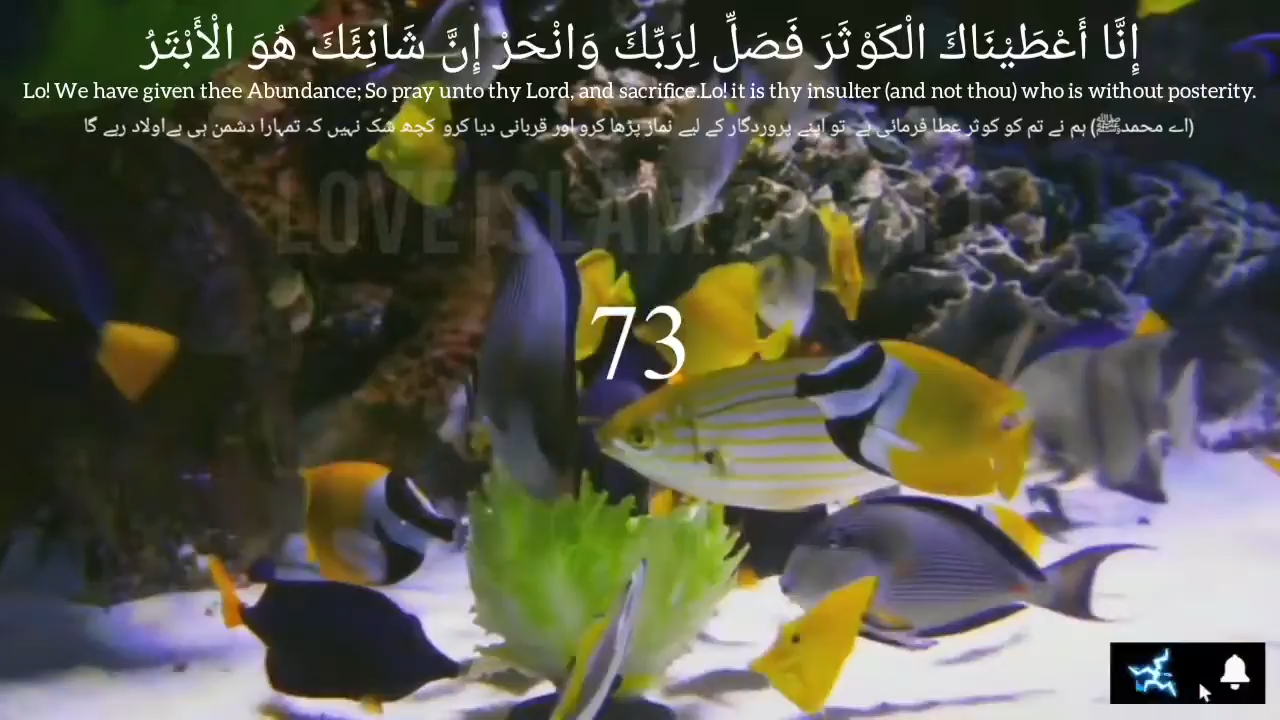 إِنَّا أَعْطَيْنَاكَ الْكَوْثَرَ فَصَلِّ لِرَبِّكَ وَانْحَرْ إِنَّ شَانِئَكَ هُوَ الْأَبْتَرُ
Lo! We have given thee Abundance; So pray unto thy Lord, and sacrifice.Lo! it is thy insulter (and not thou) who is without posterity.
(اے محمدﷺ) ہم نے تم کو کوثر عطا فرمائی ہے تو اپنے پروردگار کے لیے نماز پڑھا کرو اور قربانی دیا کرو کچھ شک نہیں کہ تمہارا دشمن ہی بےاولاد رہے گا
LOVE ISLAM
73